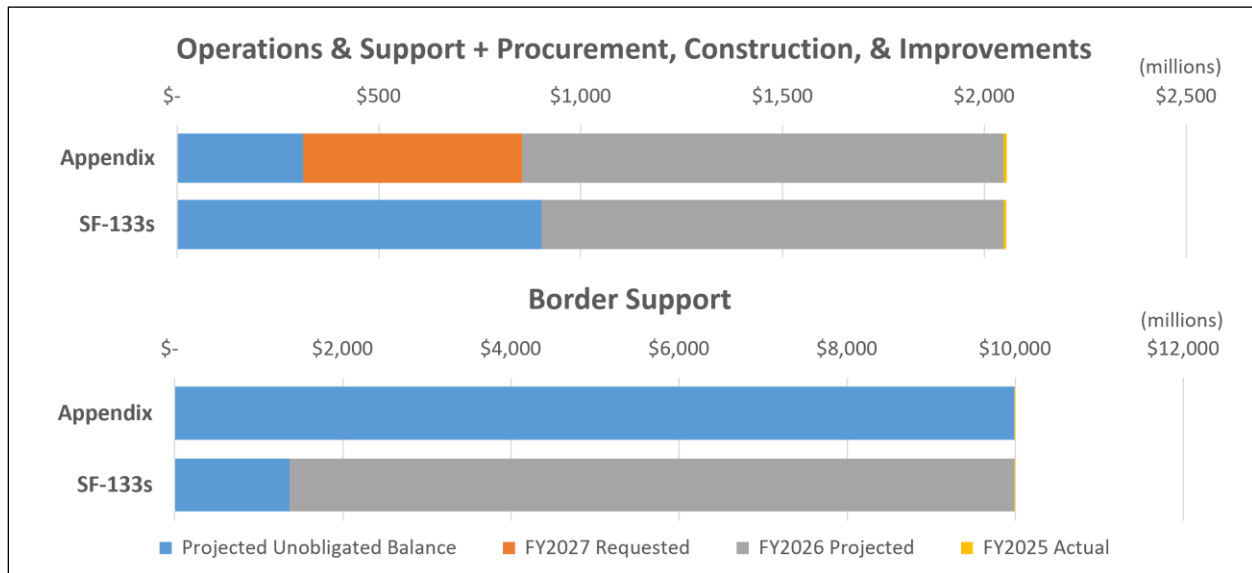 Operations & Support + Procurement, Construction, & Improvements
(millions)
$- $500 $1,000 $1,500 $2,000 $2,500
Appendix
SF-133s
Border Support
(millions)
$- $2,000 $4,000 $6,000 $8,000 $10,000 $12,000
Appendix
SF-133s
Projected Unobligated Balance FY2027 Requested FY2026 Projected FY2025 Actual